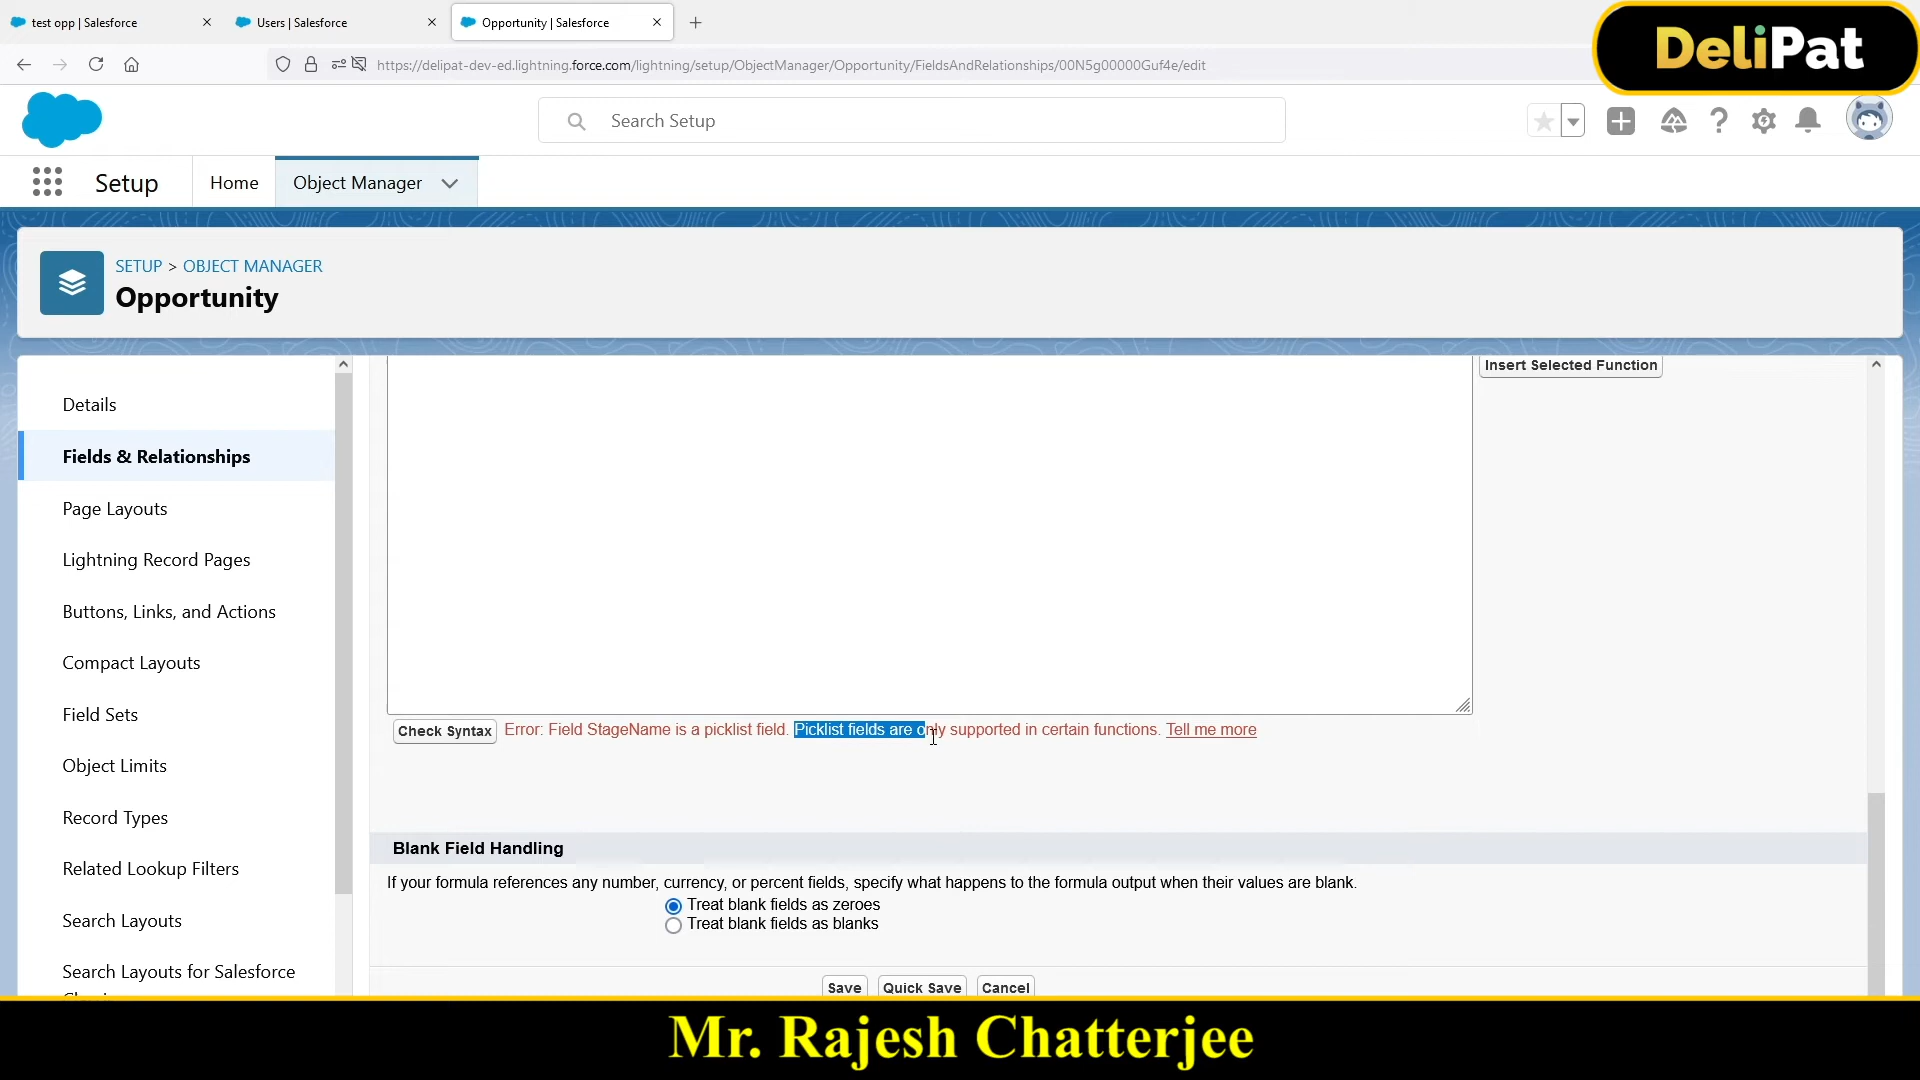 test opp | Salesforce
Users | Salesforce
Opportunity | Salesforce
DeliPat
https://delipat-dev-ed.lightning.force.com/lightning/setup/ObjectManager/Opportunity/FieldsAndRelationships/00N5g00000Guf4e/edit
Search Setup
Setup
Home
Object Manager
SETUP > OBJECT MANAGER
Opportunity
Insert Selected Function
Details
Fields & Relationships
Page Layouts
Lightning Record Pages
Buttons, Links, and Actions
Compact Layouts
Field Sets
Object Limits
Record Types
Related Lookup Filters
Search Layouts
Search Layouts for Salesforce
Check Syntax
Error: Field StageName is a picklist field. Picklist fields are only supported in certain functions. Tell me more
Blank Field Handling
If your formula references any number, currency, or percent fields, specify what happens to the formula output when their values are blank.
Treat blank fields as zeroes
Treat blank fields as blanks
Save
Quick Save
Cancel
Mr. Rajesh Chatterjee